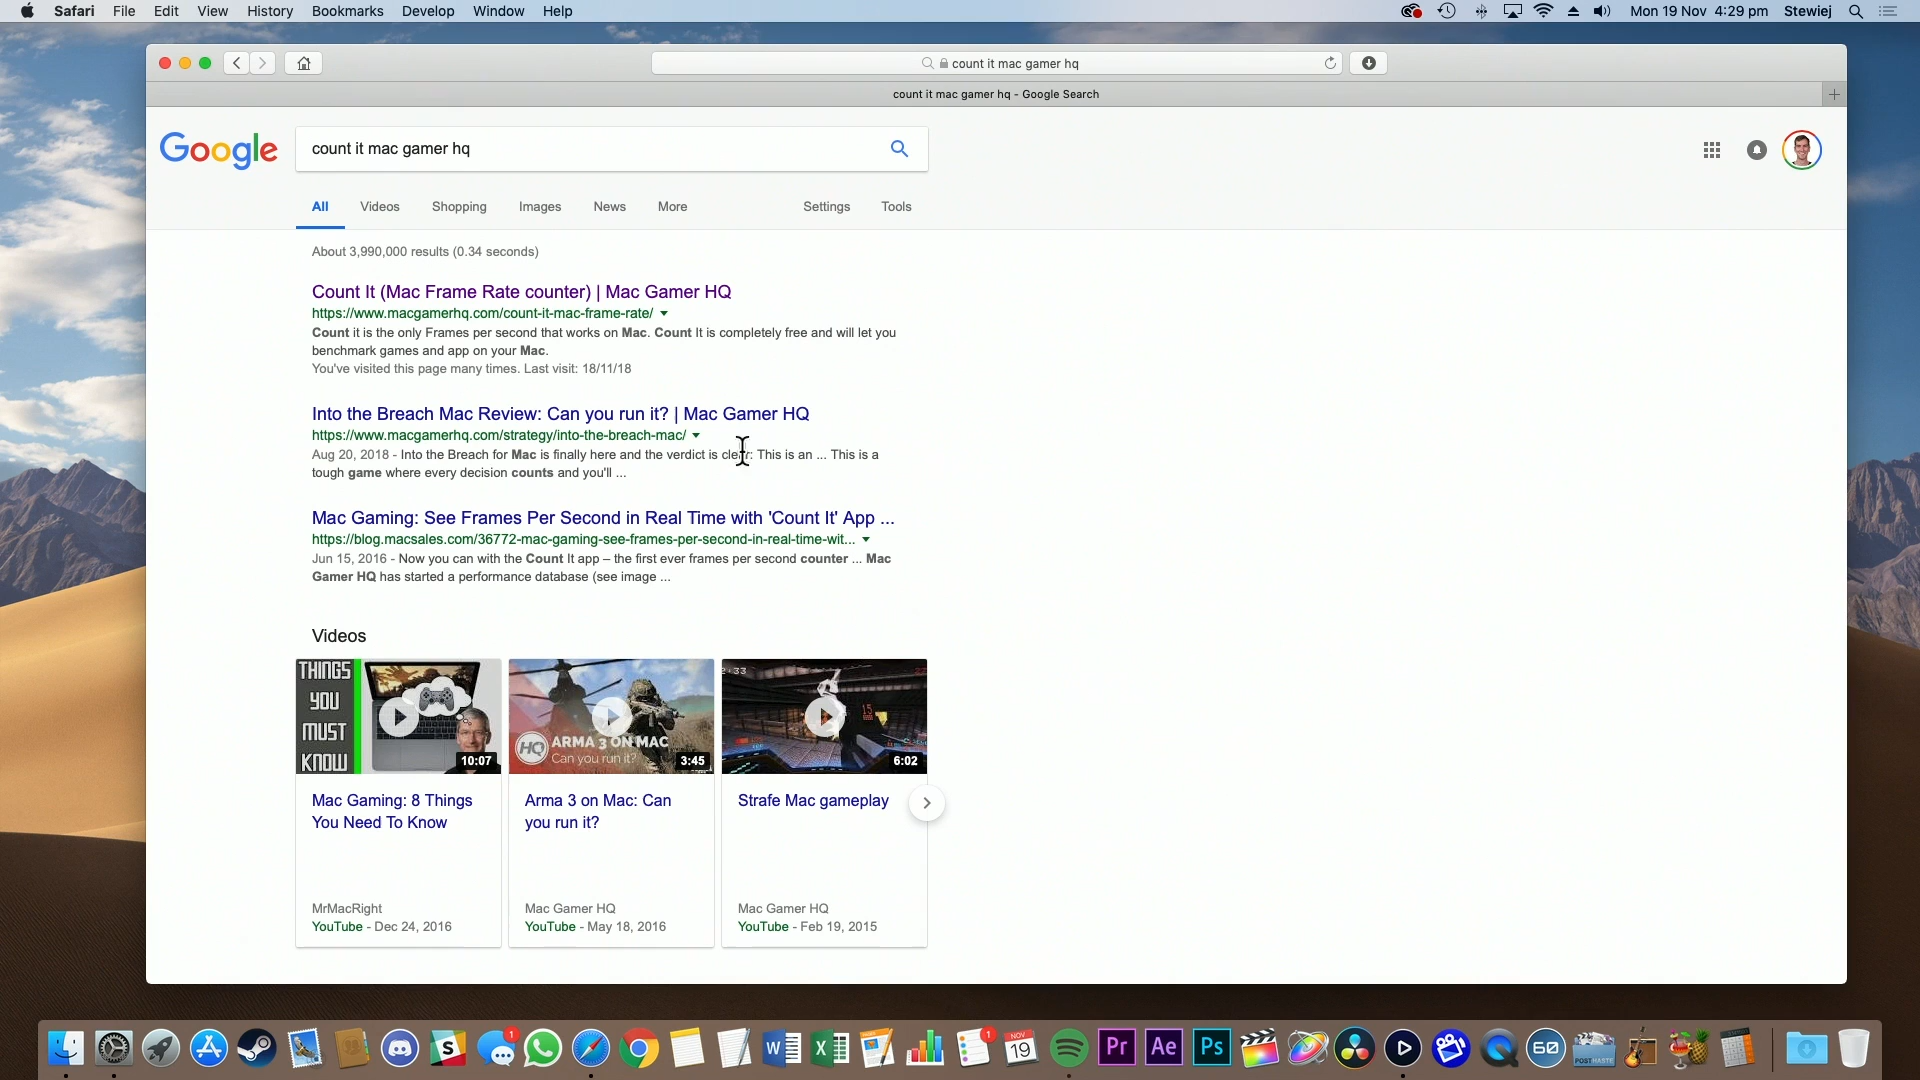 Safari File Edit View History Bookmarks Develop Window Help
Mon 19 Nov 4:29 pm Stewiej
count it mac gamer hq
count it mac gamer hq - Google Search
Google
count it mac gamer hq
All Videos Shopping Images News More Settings Tools
About 3,990,000 results (0.34 seconds)
Count It (Mac Frame Rate counter) | Mac Gamer HQ
https://www.macgamerhq.com/count-it-mac-frame-rate/
Count it is the only Frames per second that works on Mac. Count It is completely free and will let you
benchmark games and app on your Mac.
You've visited this page many times. Last visit: 18/11/18
Into the Breach Mac Review: Can you run it? | Mac Gamer HQ
https://www.macgamerhq.com/strategy/into-the-breach-mac/
Aug 20, 2018 - Into the Breach for Mac is finally here and the verdict is clear: This is an ... This is a
tough game where every decision counts and you'll ...
Mac Gaming: See Frames Per Second in Real Time with 'Count It' App ...
https://blog.macsales.com/36772-mac-gaming-see-frames-per-second-in-real-time-wit...
Jun 15, 2016 - Now you can with the Count It app – the first ever frames per second counter ... Mac
Gamer HQ has started a performance database (see image ...
Videos
THINGS
YOU
MUST
KNOW
10:07
HQ ARMA 3 ON MAC
Can you run it?
3:45
2:33
15
6:02
Mac Gaming: 8 Things
You Need To Know
Arma 3 on Mac: Can
you run it?
Strafe Mac gameplay
MrMacRight
YouTube - Dec 24, 2016
Mac Gamer HQ
YouTube - May 18, 2016
Mac Gamer HQ
YouTube - Feb 19, 2015
S
1
W
X
1
NOV
19
Pr
Ae
Ps
60
POSTHASTE